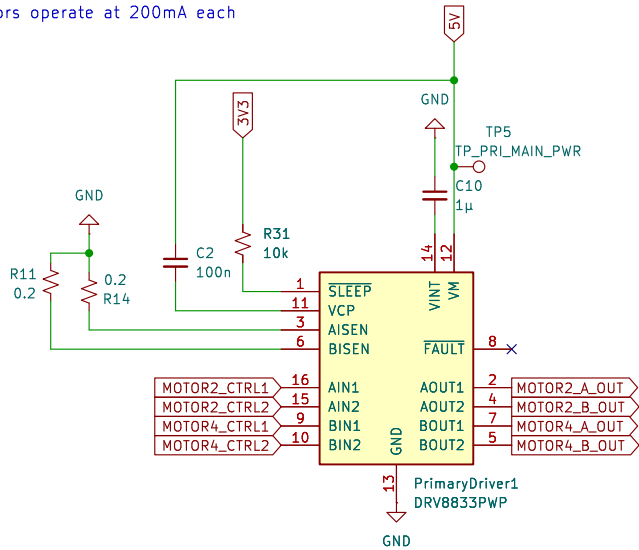 ors operate at 200mA each
5V
GND
3V3
TP5
TP_PRI_MAIN_PWR
C10
1µ
GND
R31
10k
C2
100n
R11
0.2
0.2
R14
14
12
1
SLEEP
VINT
VM
11
VCP
3
AISEN
6
BISEN
FAULT
8
MOTOR2_CTRL1
16
AIN1
AOUT1
2
MOTOR2_A_OUT
MOTOR2_CTRL2
15
AIN2
AOUT2
4
MOTOR2_B_OUT
MOTOR4_CTRL1
9
BIN1
BOUT1
7
MOTOR4_A_OUT
MOTOR4_CTRL2
10
BIN2
BOUT2
5
MOTOR4_B_OUT
GND
13
PrimaryDriver1
DRV8833PWP
GND